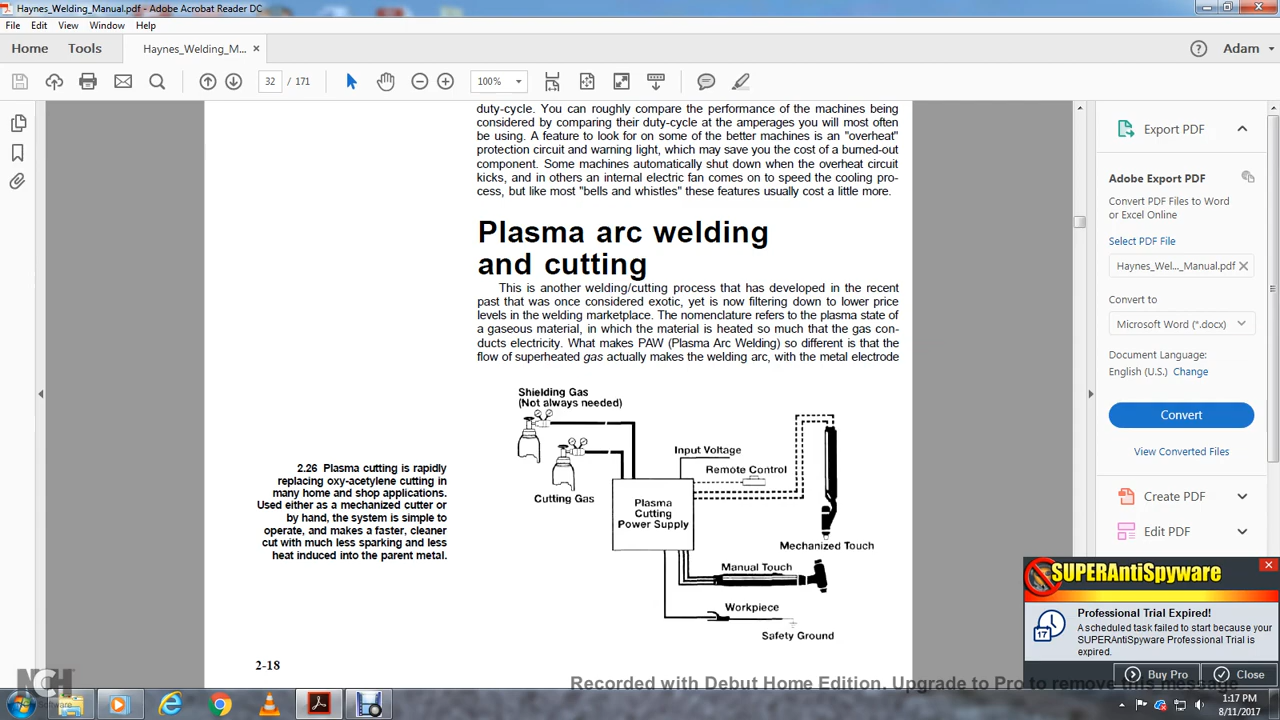 Haynes_Welding_Manual.pdf - Adobe Acrobat Reader DC
File Edit View Window Help
Home Tools Haynes_Welding_M... × Adam
32 / 171 100%
duty-cycle. You can roughly compare the performance of the machines being
considered by comparing their duty-cycle at the amperages you will most often
be using. A feature to look for on some of the better machines is an "overheat"
protection circuit and warning light, which may save you the cost of a burned-out
component. Some machines automatically shut down when the overheat circuit
kicks, and in others an internal electric fan comes on to speed the cooling pro-
cess, but like most "bells and whistles" these features usually cost a little more.
Plasma arc welding
and cutting
This is another welding/cutting process that has developed in the recent
past that was once considered exotic, yet is now filtering down to lower price
levels in the welding marketplace. The nomenclature refers to the plasma state of
a gaseous material, in which the material is heated so much that the gas con-
ducts electricity. What makes PAW (Plasma Arc Welding) so different is that the
flow of superheated gas actually makes the welding arc, with the metal electrode
Shielding Gas
(Not always needed)
Input Voltage
Remote Control
Cutting Gas
Plasma
Cutting
Power Supply
Mechanized Touch
Manual Touch
Workpiece
Safety Ground
2.26 Plasma cutting is rapidly
replacing oxy-acetylene cutting in
many home and shop applications.
Used either as a mechanized cutter or
by hand, the system is simple to
operate, and makes a faster, cleaner
cut with much less sparking and less
heat induced into the parent metal.
2-18
Export PDF
Adobe Export PDF
Convert PDF Files to Word
or Excel Online
Select PDF File
Haynes_Wel..._Manual.pdf
Convert to
Microsoft Word (*.docx)
Document Language:
English (U.S.) Change
Convert
View Converted Files
Create PDF
Edit PDF
SUPERAntiSpyware
Professional Trial Expired!
A scheduled task failed to start because your
SUPERAntiSpyware Professional Trial is
expired.
17
Buy Pro Close
NCH
Software
Recorded with Debut Home Edition. Upgrade to Pro to remove this message
1:17 PM
8/11/2017